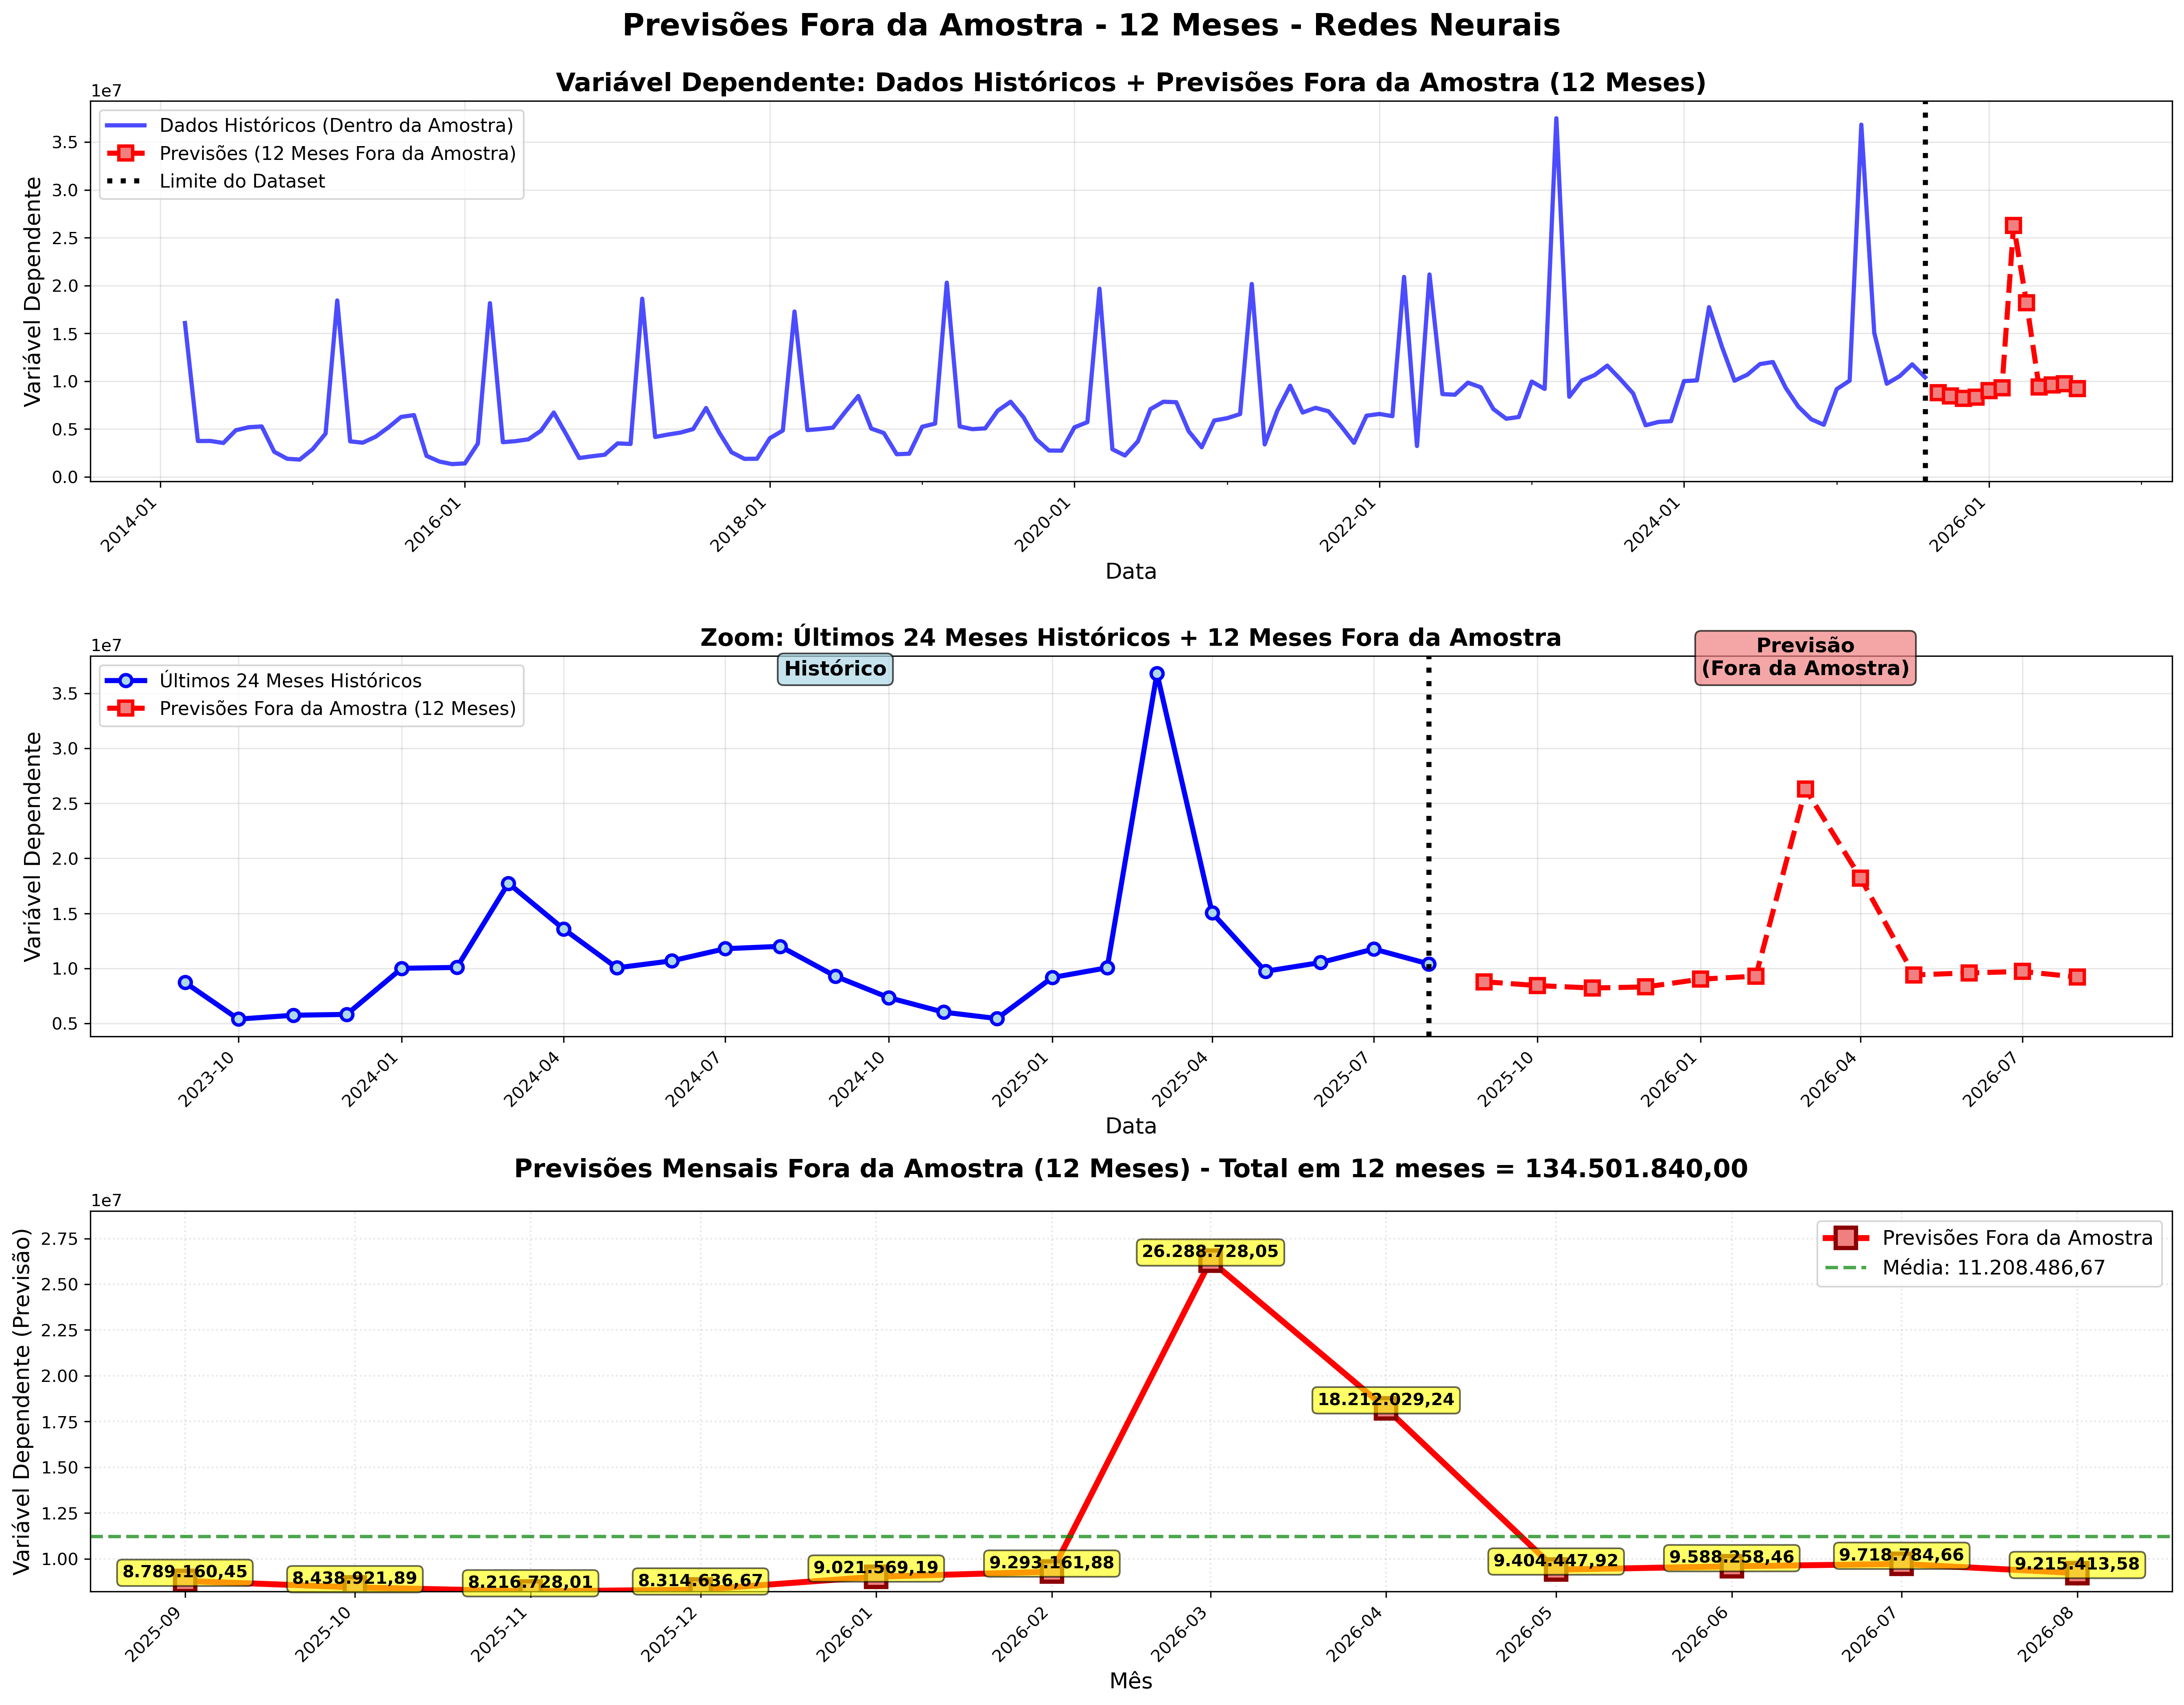 Previsões Fora da Amostra - 12 Meses - Redes Neurais
Variável Dependente: Dados Históricos + Previsões Fora da Amostra (12 Meses)
1e7
Dados Históricos (Dentro da Amostra)
Previsões (12 Meses Fora da Amostra)
Limite do Dataset
Variável Dependente
3.5
3.0
2.5
2.0
1.5
1.0
0.5
0.0
2014-01
2016-01
2018-01
2020-01
2022-01
2024-01
2026-01
Data
Zoom: Últimos 24 Meses Históricos + 12 Meses Fora da Amostra
1e7
Últimos 24 Meses Históricos
Previsões Fora da Amostra (12 Meses)
Histórico
Previsão
(Fora da Amostra)
Variável Dependente
3.5
3.0
2.5
2.0
1.5
1.0
0.5
2023-10
2024-01
2024-04
2024-07
2024-10
2025-01
2025-04
2025-07
2025-10
2026-01
2026-04
2026-07
Data
Previsões Mensais Fora da Amostra (12 Meses) - Total em 12 meses = 134.501.840,00
1e7
Previsões Fora da Amostra
Média: 11.208.486,67
Variável Dependente (Previsão)
2.75
2.50
2.25
2.00
1.75
1.50
1.25
1.00
8.789.160,45
8.438.921,89
8.216.728,01
8.314.636,67
9.021.569,19
9.293.161,88
26.288.728,05
18.212.029,24
9.404.447,92
9.588.258,46
9.718.784,66
9.215.413,58
2025-09
2025-10
2025-11
2025-12
2026-01
2026-02
2026-03
2026-04
2026-05
2026-06
2026-07
2026-08
Mês